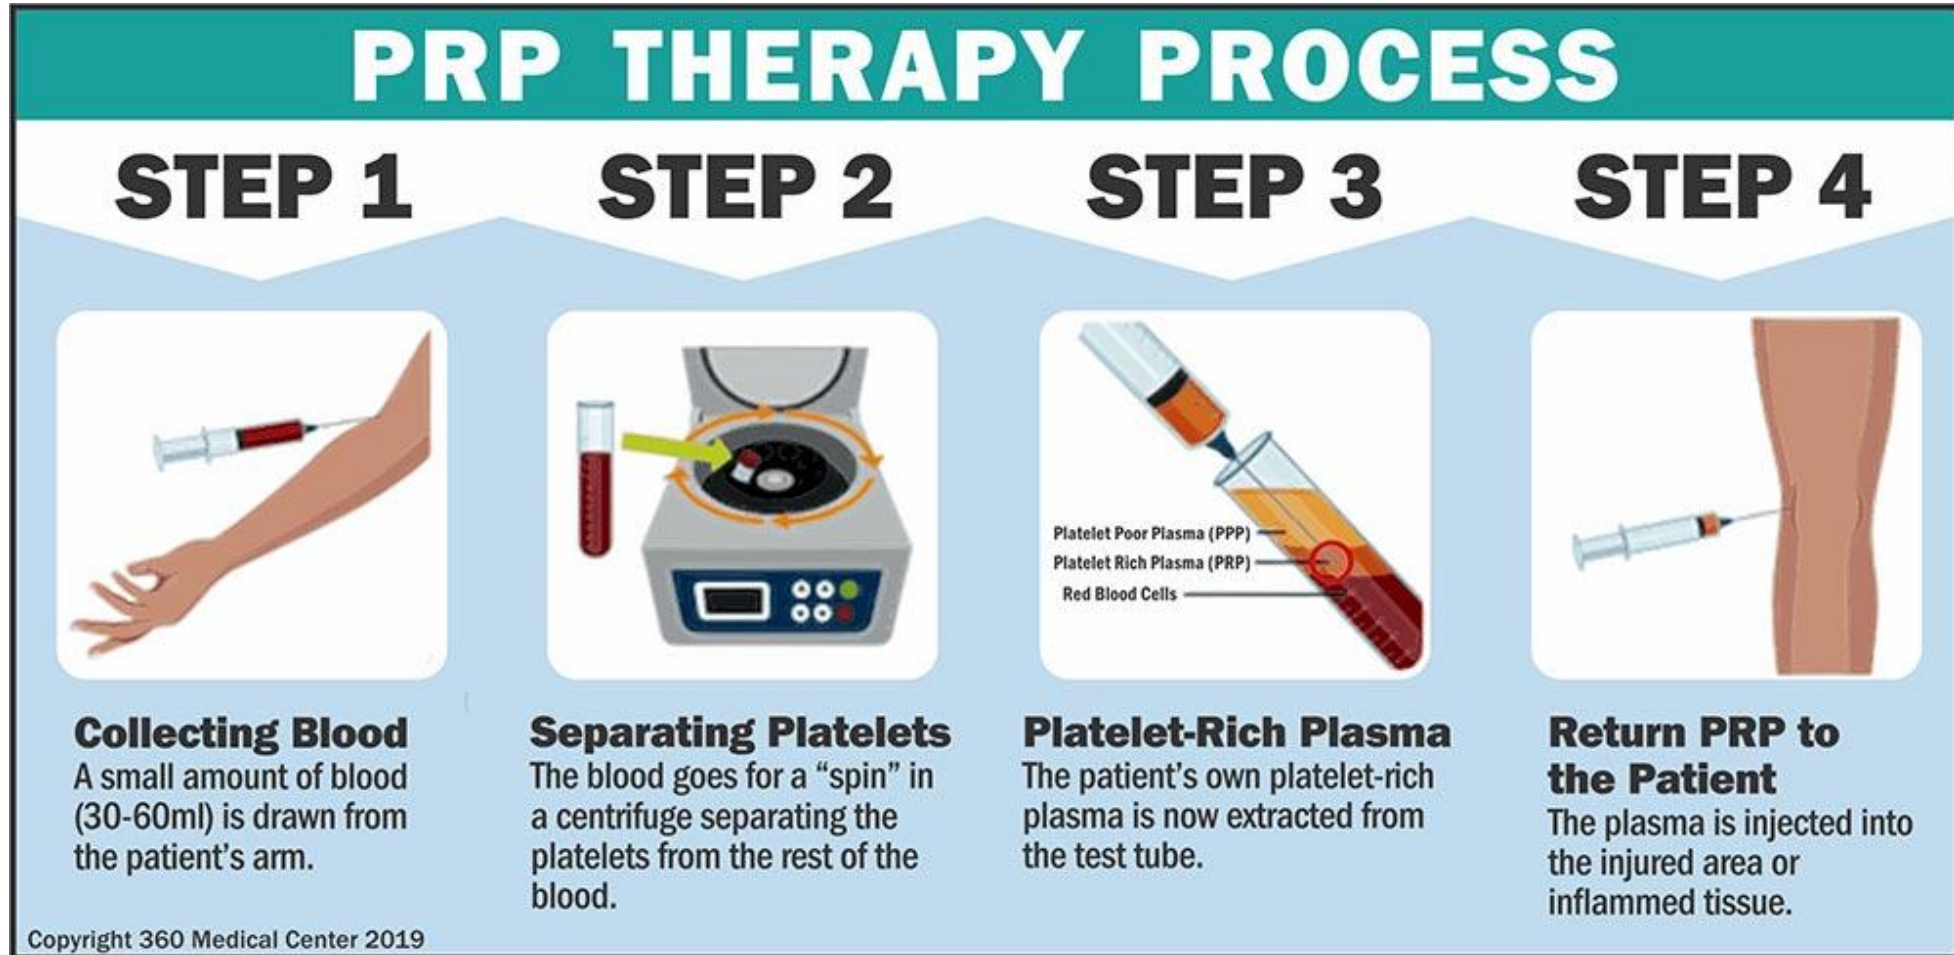 PRP THERAPY PROCESS
STEP 1
STEP 2
STEP 3
STEP 4
Platelet Poor Plasma (PPP)
Platelet Rich Plasma (PRP)
Red Blood Cells
Collecting Blood
A small amount of blood
(30-60ml) is drawn from
the patient's arm.
Separating Platelets
The blood goes for a “spin” in
a centrifuge separating the
platelets from the rest of the
blood.
Platelet-Rich Plasma
The patient's own platelet-rich
plasma is now extracted from
the test tube.
Return PRP to
the Patient
The plasma is injected into
the injured area or
inflammed tissue.
Copyright 360 Medical Center 2019